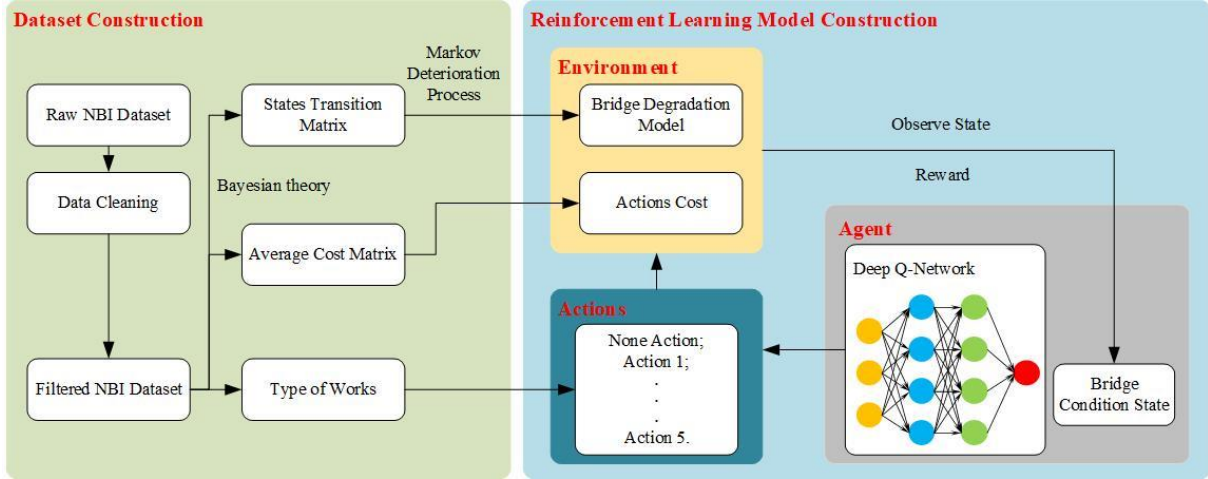 Dataset Construction
Raw NBI Dataset
Data Cleaning
Filtered NBI Dataset
States Transition
Matrix
Bayesian theory
Average Cost Matrix
Type of Works
Markov
Deterioration
Process
Reinforcement Learning Model Construction
Environment
Bridge Degradation
Model
Actions Cost
Actions
None Action;
Action 1;
.
.
.
Action 5.
Observe State
Reward
Agent
Deep Q-Network
Bridge
Condition State